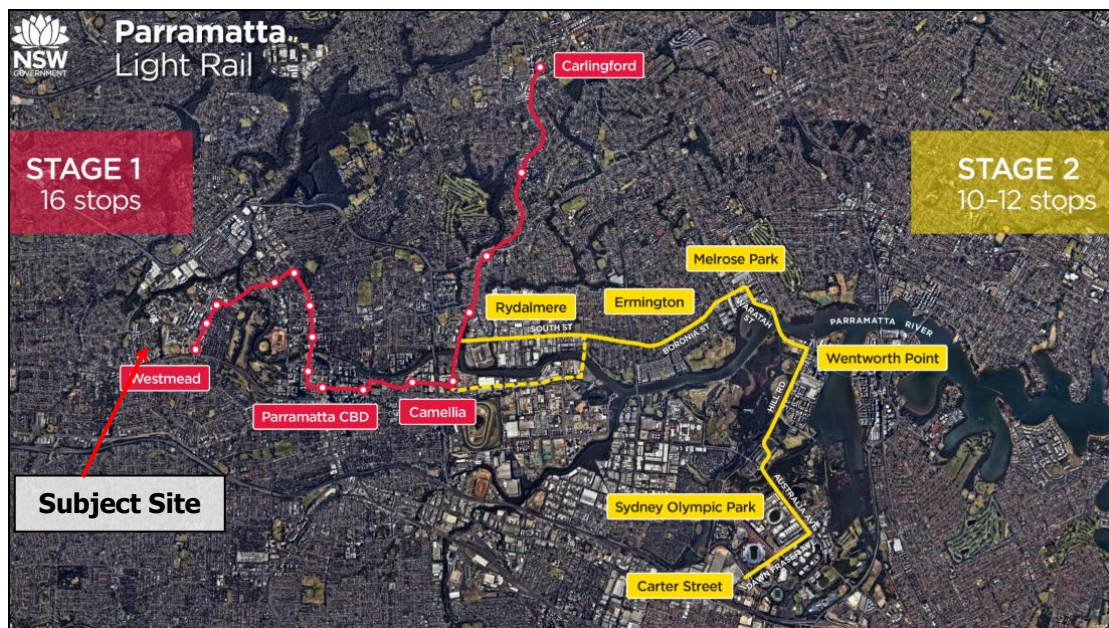 NSW
GOVERNMENT
Parramatta
Light Rail
STAGE 1
16 stops
STAGE 2
10–12 stops
Carlingford
Melrose Park
Rydalmere
Ermington
SOUTH ST
BORONIA ST
WARATAH ST
PARRAMATTA RIVER
Wentworth Point
Westmead
Parramatta CBD
Camellia
HILL RD
Subject Site
Sydney Olympic Park
AUSTRALIA
DAWN FRASER AVE
Carter Street